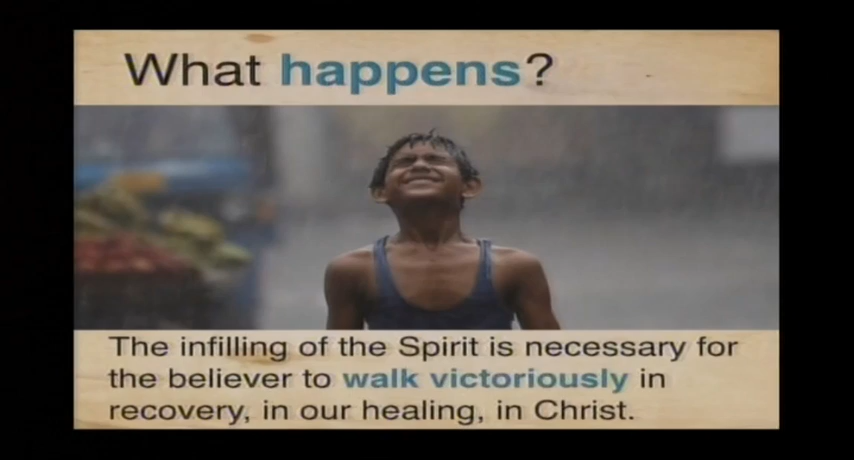 What happens?
The infilling of the Spirit is necessary for
the believer to walk victoriously in
recovery, in our healing, in Christ.